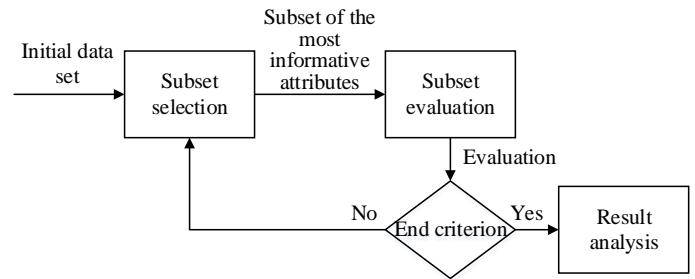 Initial data
set
Subset
selection
Subset of the
most
informative
attributes
Subset
evaluation
Evaluation
End criterion
No
Yes
Result
analysis